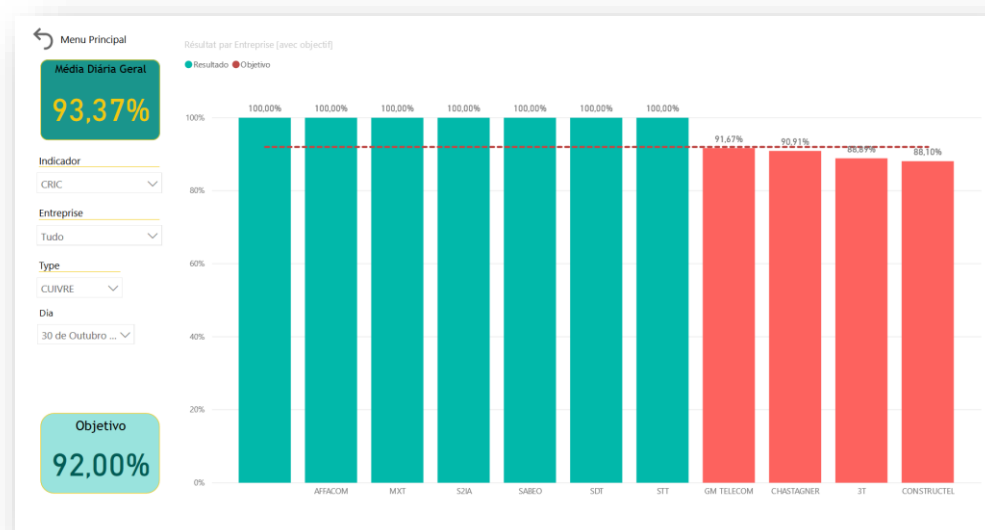 Menu Principal
Média Diária Geral
93,37%
Indicador
CRIC
Entreprise
Tudo
Type
CUIVRE
Dia
30 de Outubro ...
Objetivo
92,00%
Résultat par Entreprise [avec objectif]
Resultado Objetivo
100,00% 100,00% 100,00% 100,00% 100,00% 100,00% 100,00% 91,67% 90,91% 88,89% 88,10%
100%
80%
60%
40%
20%
0%
AFFACOM MXT S2IA SABEO SDT STT GM TELECOM CHASTAGNER 3T CONSTRUCTEL